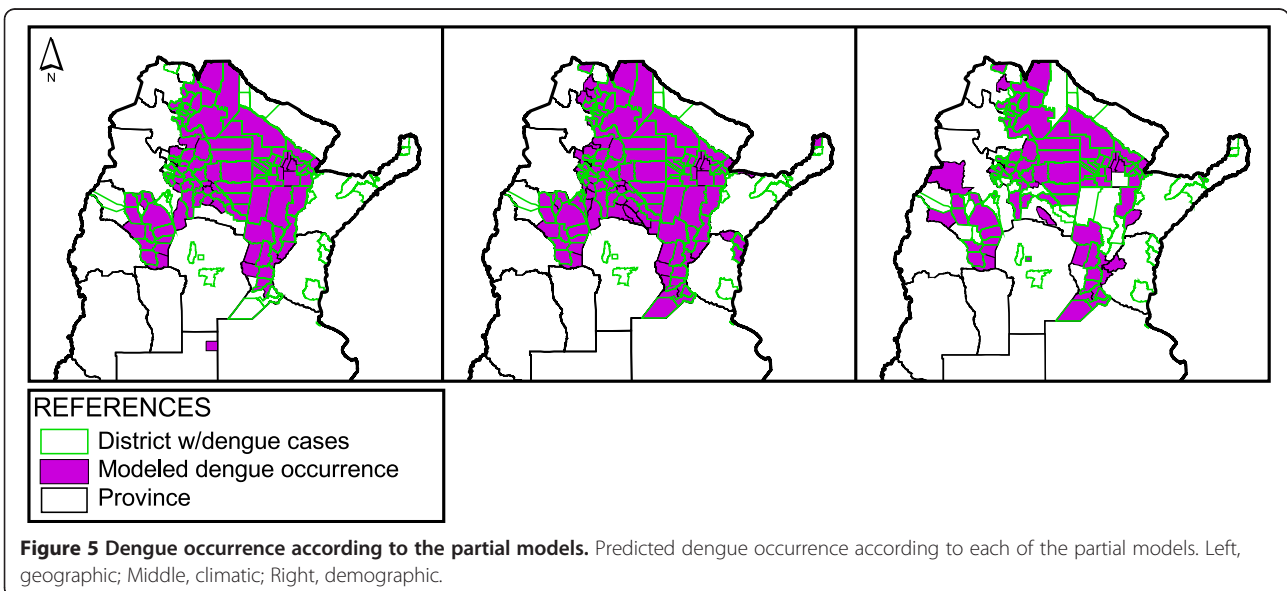 N
REFERENCES
District w/dengue cases
Modeled dengue occurrence
Province
Figure 5 Dengue occurrence according to the partial models. Predicted dengue occurrence according to each of the partial models. Left,
geographic; Middle, climatic; Right, demographic.